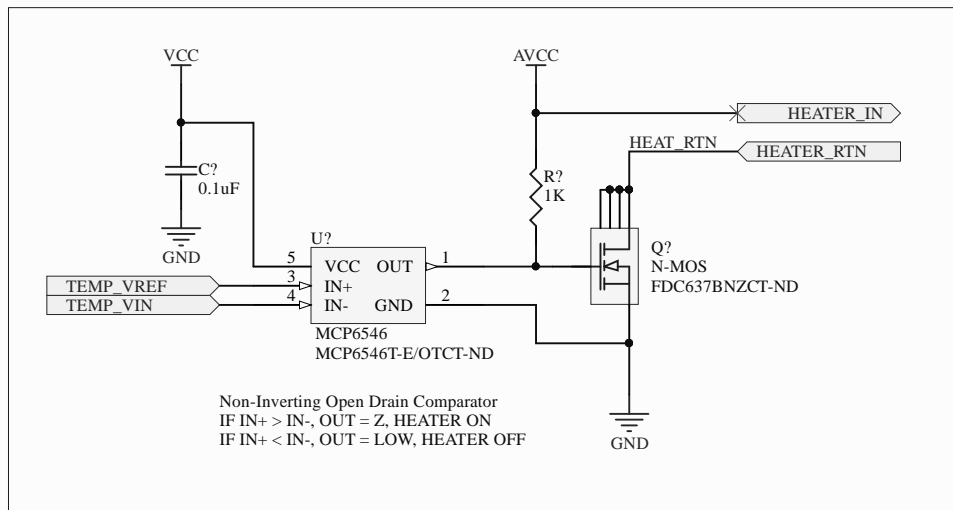 VCC
AVCC
HEATER_IN
HEAT_RTN
HEATER_RTN
C?
0.1uF
R?
1K
GND
U?
Q?
N-MOS
FDC637BNZCT-ND
5
VCC
OUT
1
TEMP_VREF
3
IN+
TEMP_VIN
4
IN-
GND
2
MCP6546
MCP6546T-E/OTCT-ND
Non-Inverting Open Drain Comparator
IF IN+ > IN-, OUT = Z, HEATER ON
IF IN+ < IN-, OUT = LOW, HEATER OFF
GND